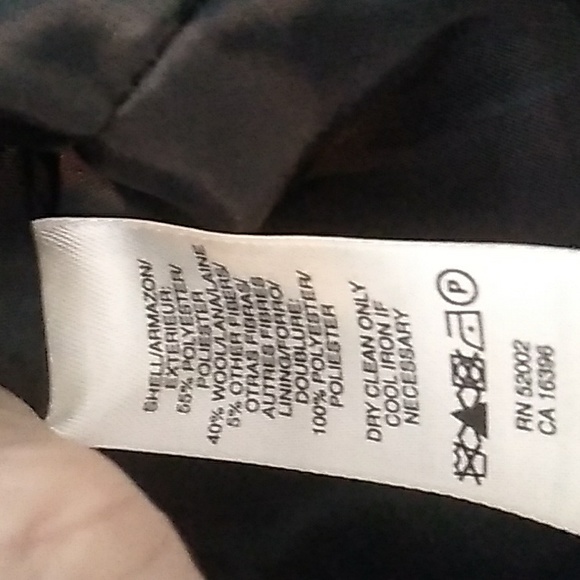 SHELL/ARMAZON/
EXTERIEUR:
55% POLYESTER/
POLIESTER
40% WOOL/LANA/LAINE
5% OTHER FIBERS/
OTRAS FIBRAS/
AUTRES FIBRES
LINING/FORRO/
DOUBLURE:
100% POLYESTER/
POLIESTER
DRY CLEAN ONLY
COOL IRON IF
NECESSARY
P
RN 52002
CA 16396